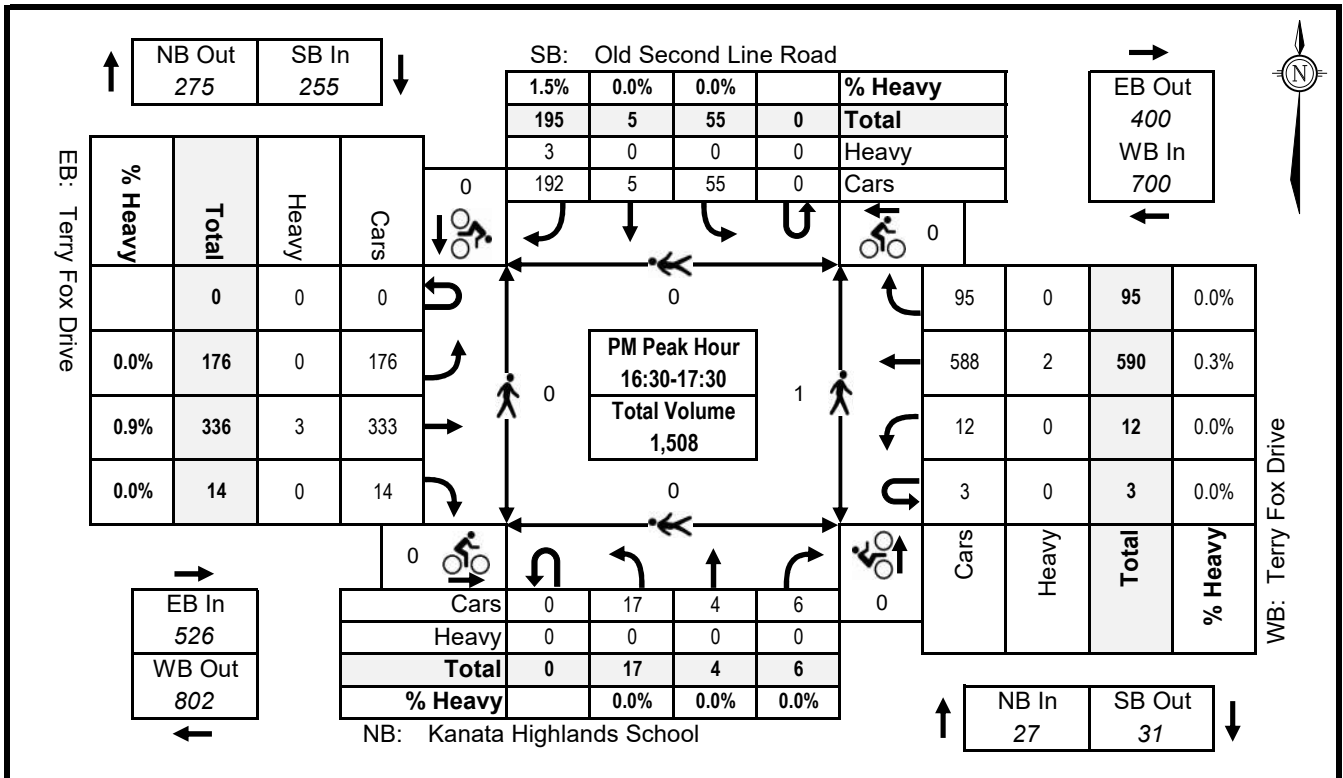 NB Out SB In
275 255
SB: Old Second Line Road
1.5% 0.0% 0.0% % Heavy
195 5 55 0 Total
3 0 0 0 Heavy
192 5 55 0 Cars
EB Out
400
WB In
700
N
EB: Terry Fox Drive
% Heavy Total Heavy Cars
0 0 0
0.0% 176 0 176
0.9% 336 3 333
0.0% 14 0 14
0
0
0
0
PM Peak Hour
16:30-17:30
Total Volume
1,508
1
0
95 0 95 0.0%
588 2 590 0.3%
12 0 12 0.0%
3 0 3 0.0%
Cars Heavy Total % Heavy
WB: Terry Fox Drive
0
0
EB In
526
WB Out
802
Cars 0 17 4 6
Heavy 0 0 0 0
Total 0 17 4 6
% Heavy 0.0% 0.0% 0.0%
NB: Kanata Highlands School
NB In SB Out
27 31